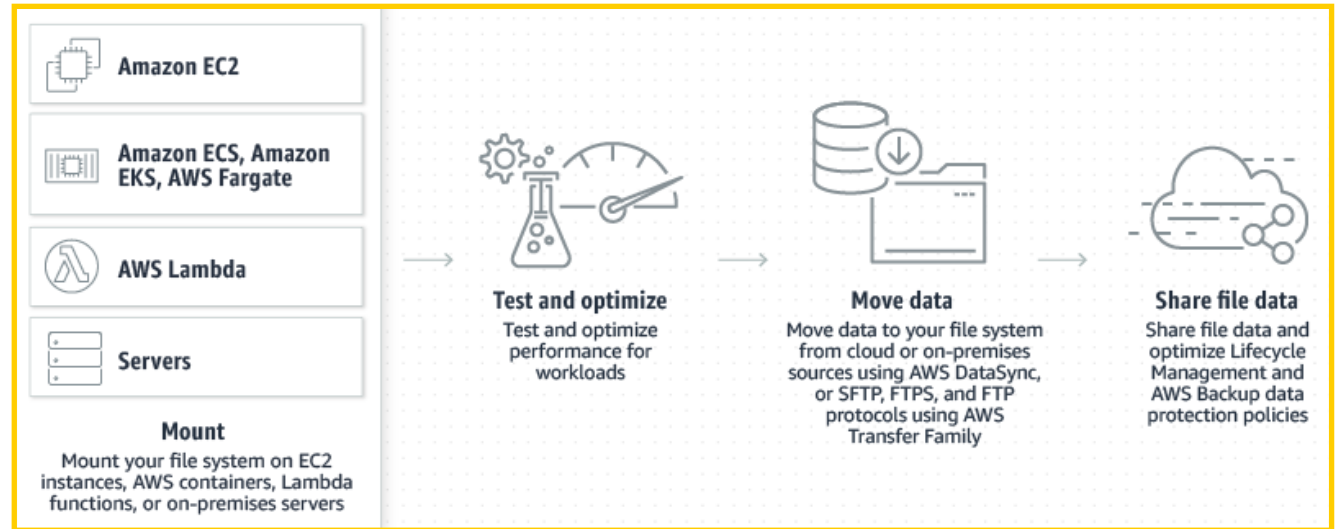 Amazon EC2
Amazon ECS, Amazon
EKS, AWS Fargate
AWS Lambda
Servers
Mount
Mount your file system on EC2
instances, AWS containers, Lambda
functions, or on-premises servers
Test and optimize
Test and optimize
performance for
workloads
Move data
Move data to your file system
from cloud or on-premises
sources using AWS DataSync,
or SFTP, FTPS, and FTP
protocols using AWS
Transfer Family
Share file data
Share file data and
optimize Lifecycle
Management and
AWS Backup data
protection policies